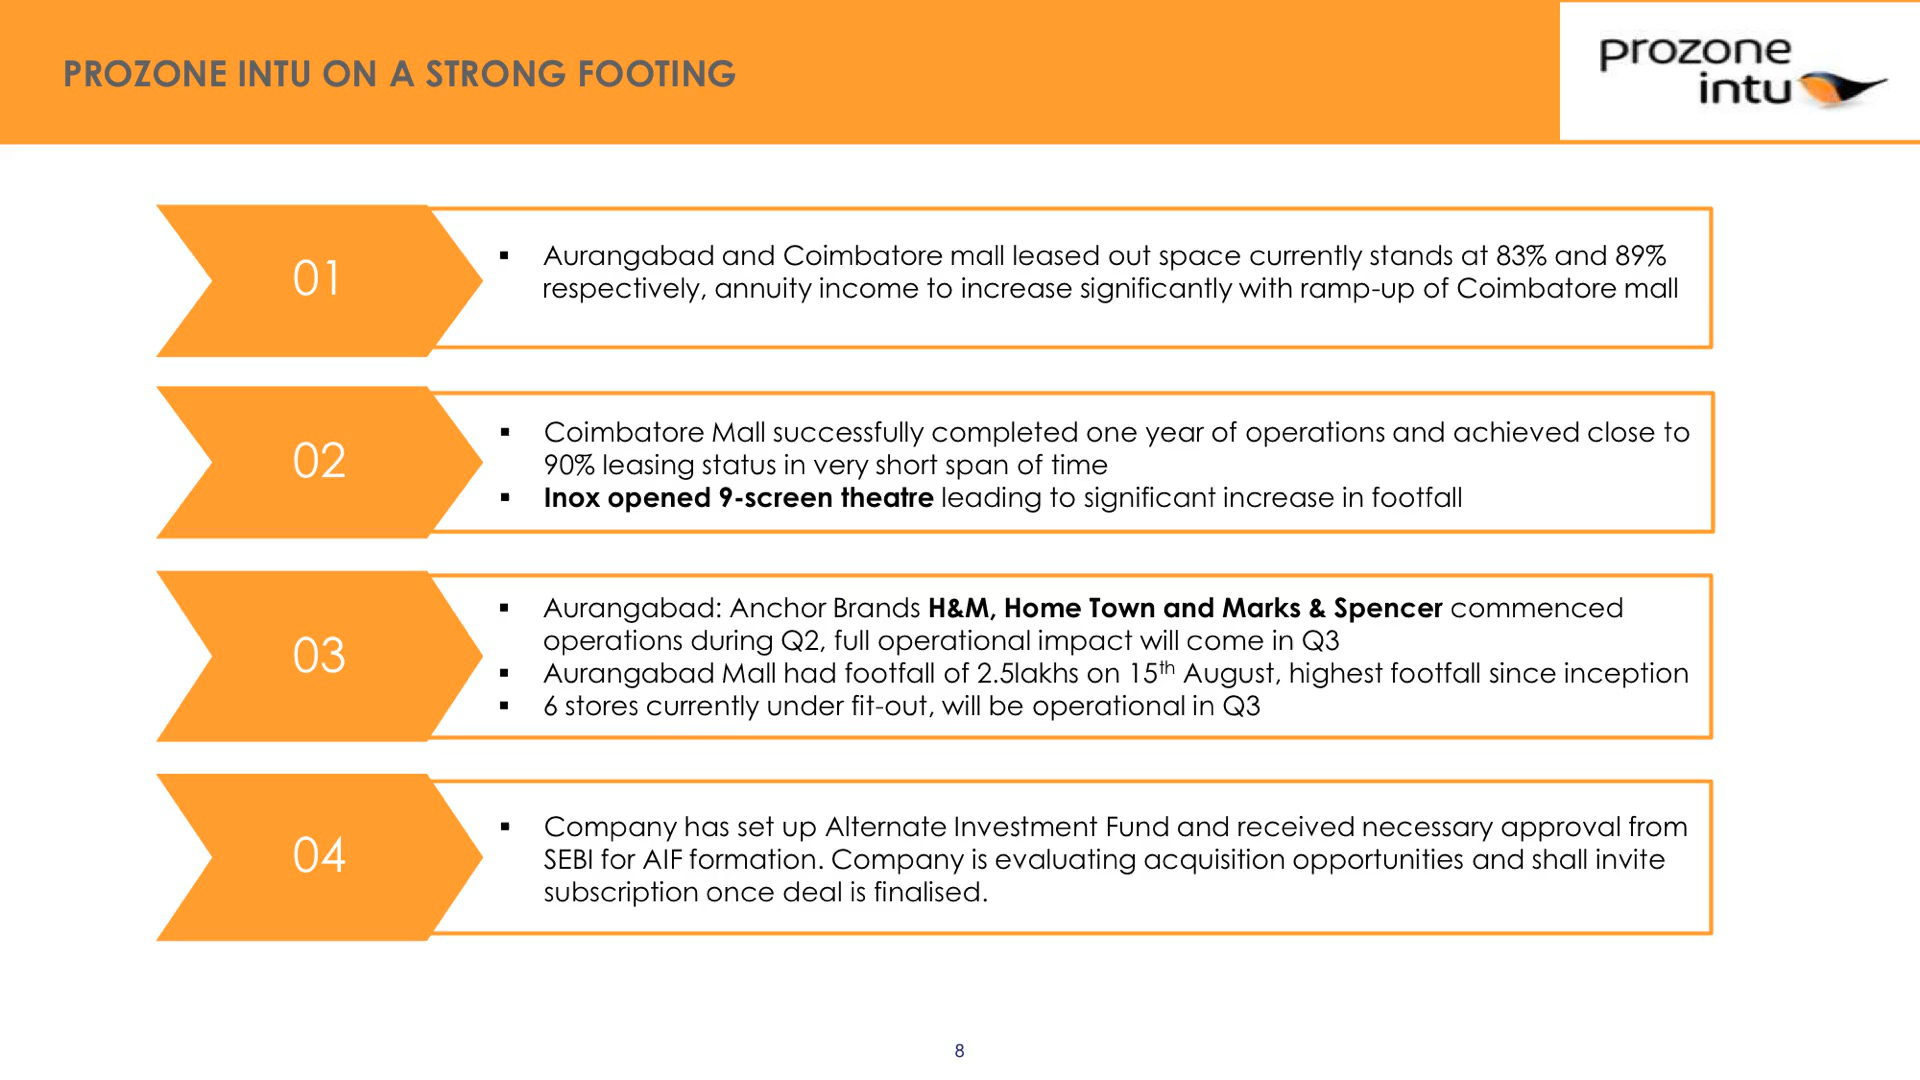 PROZONE INTU ON A STRONG FOOTING
prozone
intu
01
▪ Aurangabad and Coimbatore mall leased out space currently stands at 83% and 89%
respectively, annuity income to increase significantly with ramp-up of Coimbatore mall
02
▪ Coimbatore Mall successfully completed one year of operations and achieved close to
90% leasing status in very short span of time
▪ Inox opened 9-screen theatre leading to significant increase in footfall
03
▪ Aurangabad: Anchor Brands H&M, Home Town and Marks & Spencer commenced
operations during Q2, full operational impact will come in Q3
▪ Aurangabad Mall had footfall of 2.5lakhs on 15th August, highest footfall since inception
▪ 6 stores currently under fit-out, will be operational in Q3
04
▪ Company has set up Alternate Investment Fund and received necessary approval from
SEBI for AIF formation. Company is evaluating acquisition opportunities and shall invite
subscription once deal is finalised.
8